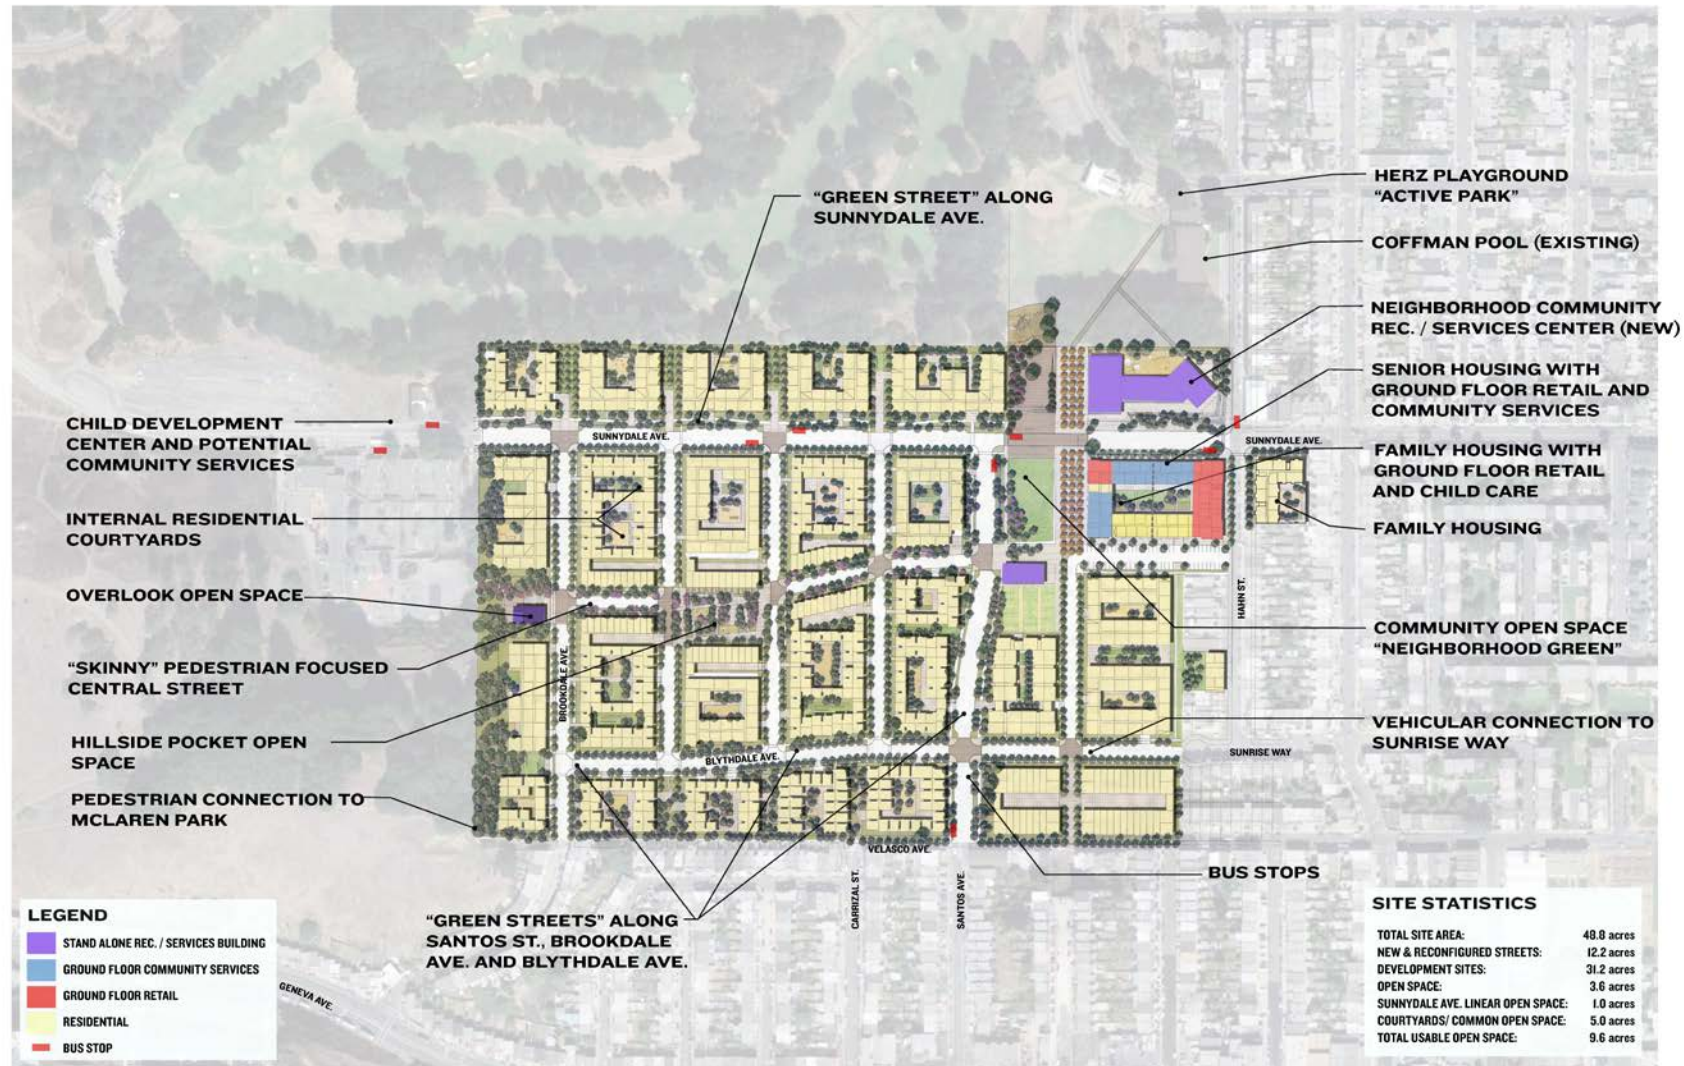 “GREEN STREET” ALONG
SUNNYDALE AVE.
HERZ PLAYGROUND
“ACTIVE PARK”
COFFMAN POOL (EXISTING)
NEIGHBORHOOD COMMUNITY
REC. / SERVICES CENTER (NEW)
SENIOR HOUSING WITH
GROUND FLOOR RETAIL AND
COMMUNITY SERVICES
FAMILY HOUSING WITH
GROUND FLOOR RETAIL
AND CHILD CARE
FAMILY HOUSING
COMMUNITY OPEN SPACE
“NEIGHBORHOOD GREEN”
VEHICULAR CONNECTION TO
SUNRISE WAY
BUS STOPS
CHILD DEVELOPMENT
CENTER AND POTENTIAL
COMMUNITY SERVICES
INTERNAL RESIDENTIAL
COURTYARDS
OVERLOOK OPEN SPACE
“SKINNY” PEDESTRIAN FOCUSED
CENTRAL STREET
HILLSIDE POCKET OPEN
SPACE
PEDESTRIAN CONNECTION TO
MCLAREN PARK
“GREEN STREETS” ALONG
SANTOS ST., BROOKDALE
AVE. AND BLYTHDALE AVE.
SUNNYDALE AVE.
SUNNYDALE AVE.
HAHN ST.
BROOKDALE AVE.
BLYTHDALE AVE.
SUNRISE WAY
VELASCO AVE.
CARRIZAL ST.
SANTOS AVE.
GENEVA AVE.
LEGEND
STAND ALONE REC. / SERVICES BUILDING
GROUND FLOOR COMMUNITY SERVICES
GROUND FLOOR RETAIL
RESIDENTIAL
BUS STOP
SITE STATISTICS
TOTAL SITE AREA: 48.8 acres
NEW & RECONFIGURED STREETS: 12.2 acres
DEVELOPMENT SITES: 31.2 acres
OPEN SPACE: 3.6 acres
SUNNYDALE AVE. LINEAR OPEN SPACE: 1.0 acres
COURTYARDS/ COMMON OPEN SPACE: 5.0 acres
TOTAL USABLE OPEN SPACE: 9.6 acres